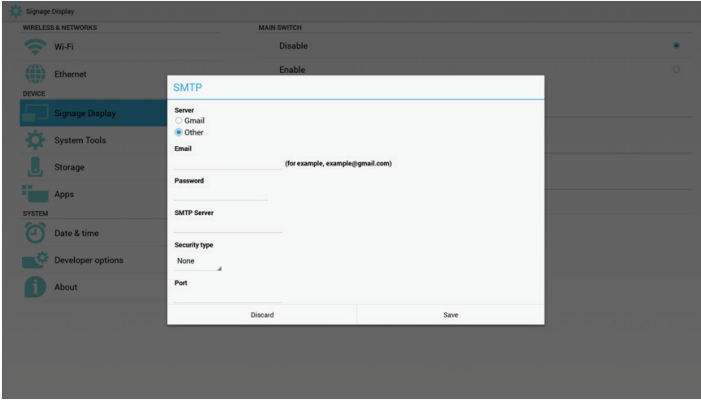 Signage Display
WIRELESS & NETWORKS
Wi-Fi
Ethernet
DEVICE
Signage Display
System Tools
Storage
Apps
SYSTEM
Date & time
Developer options
About
MAIN SWITCH
Disable
Enable
SMTP
Server
Gmail
Other
Email
(for example, example@gmail.com)
Password
SMTP Server
Security type
None
Port
Discard
Save